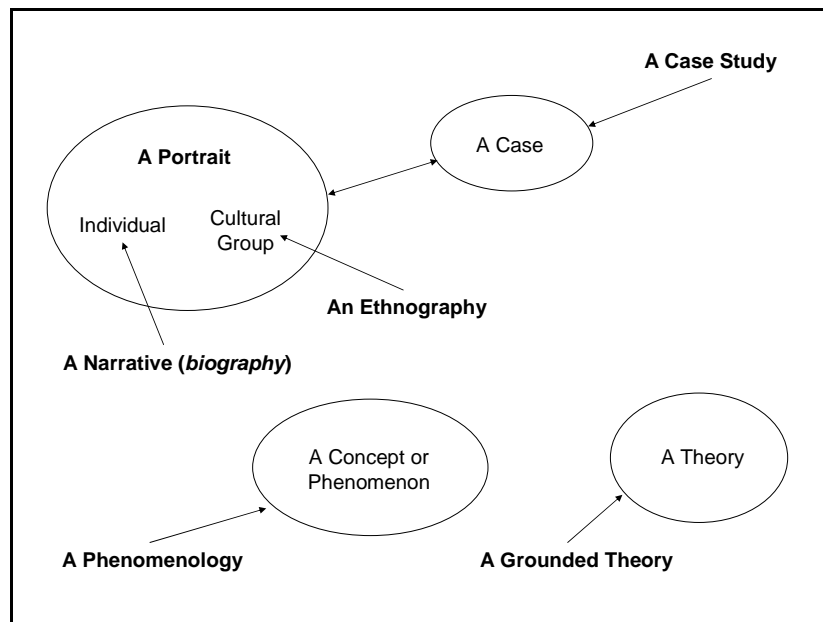 A Case Study
A Case
A Portrait
Individual
Cultural
Group
An Ethnography
A Narrative (biography)
A Concept or
Phenomenon
A Theory
A Phenomenology
A Grounded Theory